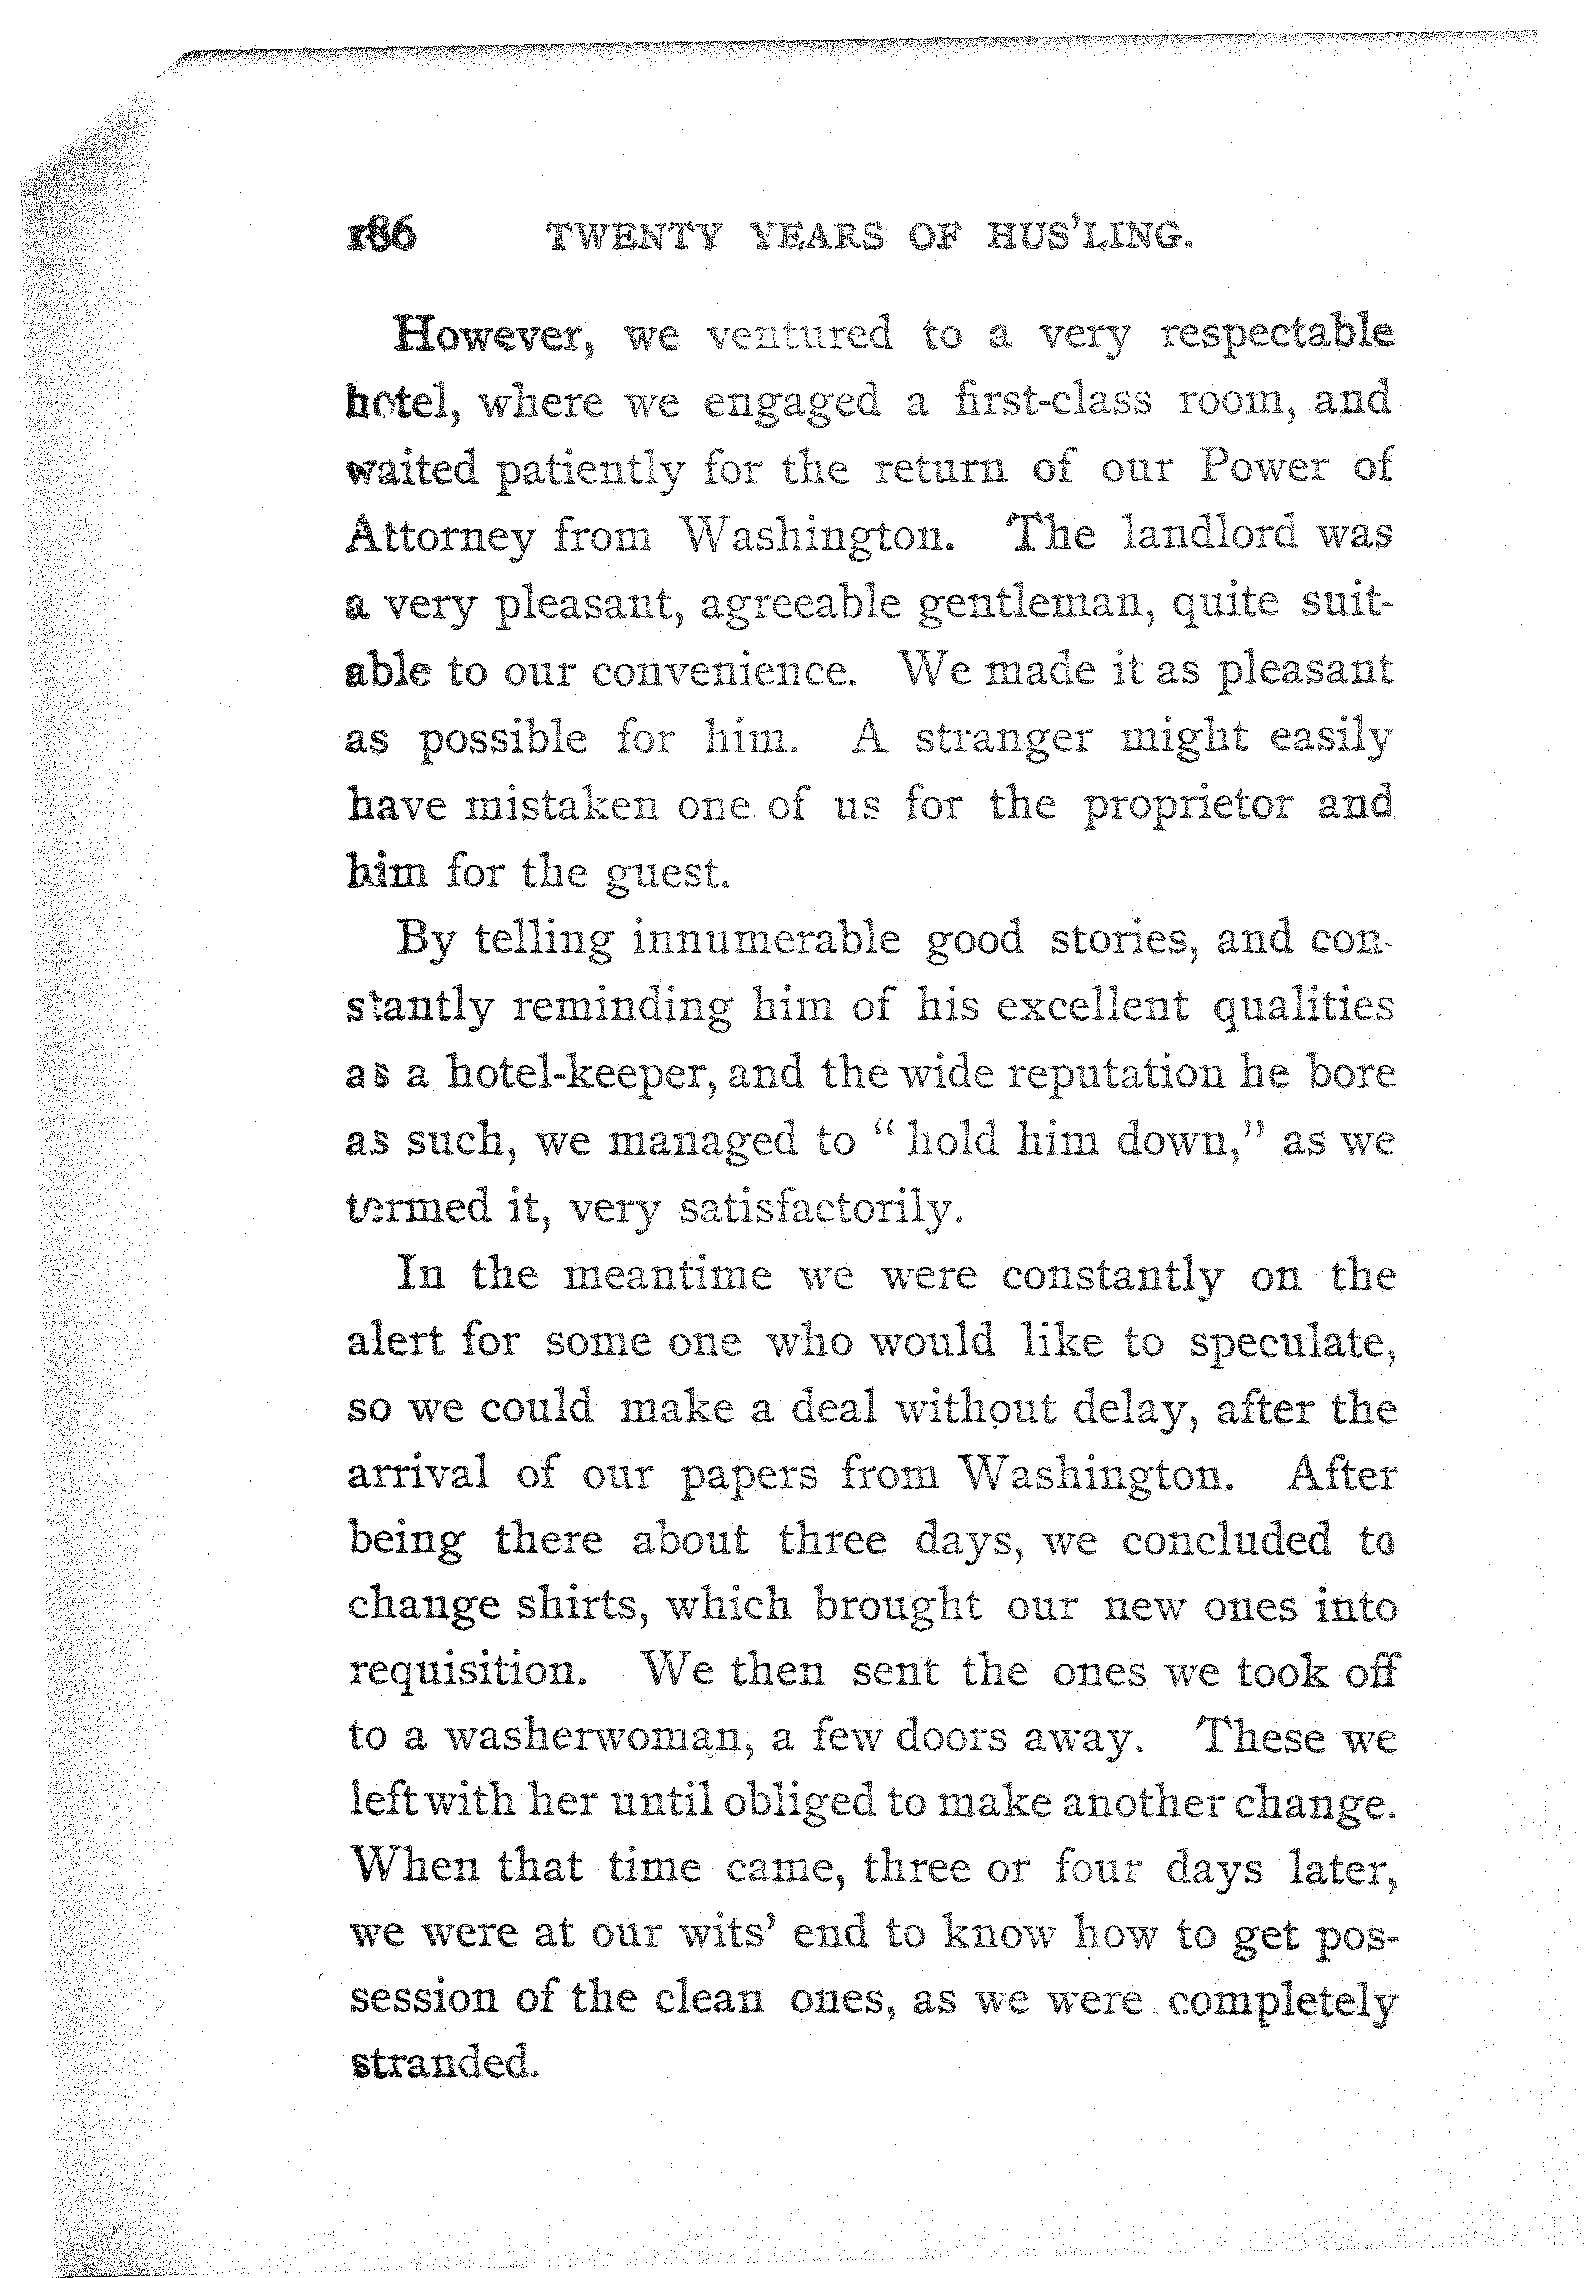 186 TWENTY YEARS OF HUS'LING.
However, we ventured to a very respectable
hotel, where we engaged a first-class room, and
waited patiently for the return of our Power of
Attorney from Washington. The landlord was
a very pleasant, agreeable gentleman, quite suit-
able to our convenience. We made it as pleasant
as possible for him. A stranger might easily
have mistaken one of us for the proprietor and
him for the guest.
By telling innumerable good stories, and con-
stantly reminding him of his excellent qualities
as a hotel-keeper, and the wide reputation he bore
as such, we managed to " hold him down," as we
termed it, very satisfactorily.
In the meantime we were constantly on the
alert for some one who would like to speculate,
so we could make a deal without delay, after the
arrival of our papers from Washington. After
being there about three days, we concluded to
change shirts, which brought our new ones into
requisition. We then sent the ones we took off
to a washerwoman, a few doors away. These we
left with her until obliged to make another change.
When that time came, three or four days later,
we were at our wits' end to know how to get pos-
session of the clean ones, as we were completely
stranded.